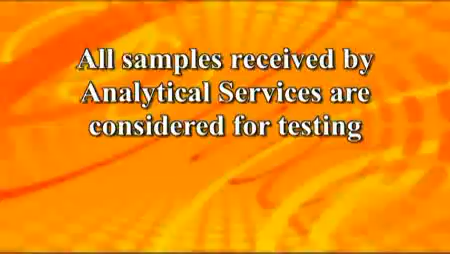 All samples received by
Analytical Services are
considered for testing